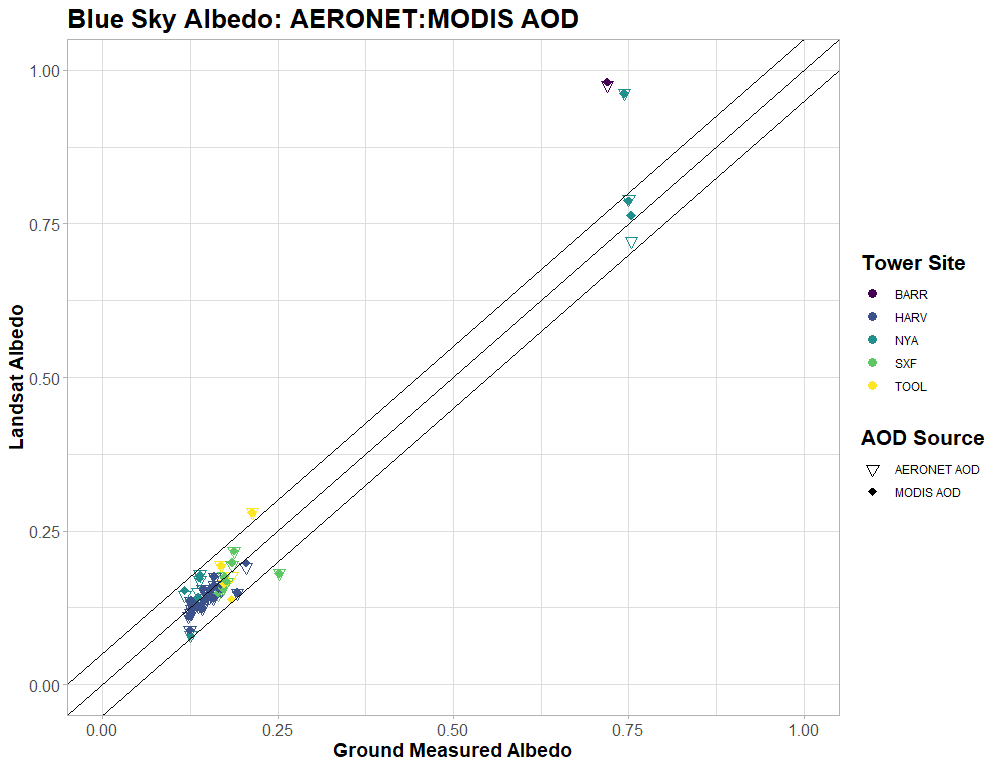 Blue Sky Albedo: AERONET:MODIS AOD
1.00
0.75
0.50
0.25
0.00
Landsat Albedo
0.00 0.25 0.50 0.75 1.00
Ground Measured Albedo
Tower Site
BARR
HARV
NYA
SXF
TOOL
AOD Source
AERONET AOD
MODIS AOD